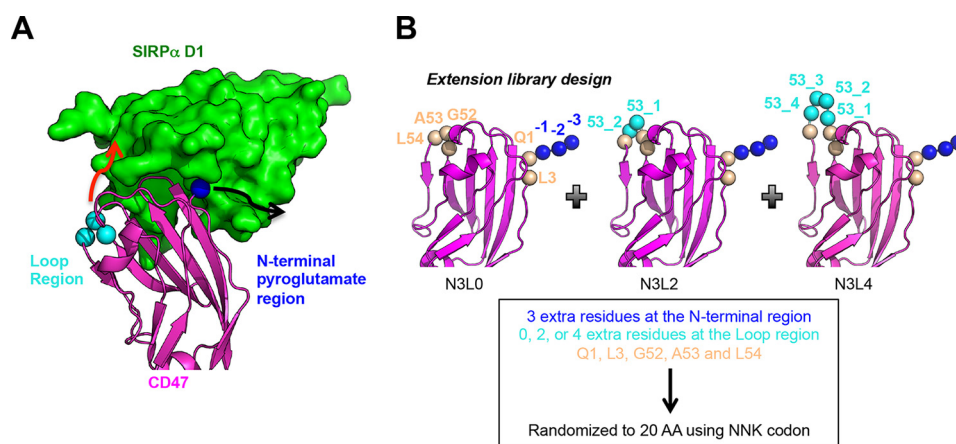 A
SIRPα D1
Loop
Region
N-terminal
pyroglutamate
region
CD47
B
Extension library design
A53 G52
L54
Q1
-1 -2 -3
L3
N3L0
53_1
53_2
N3L2
53_3
53_2
53_4
53_1
N3L4
3 extra residues at the N-terminal region
0, 2, or 4 extra residues at the Loop region
Q1, L3, G52, A53 and L54
Randomized to 20 AA using NNK codon